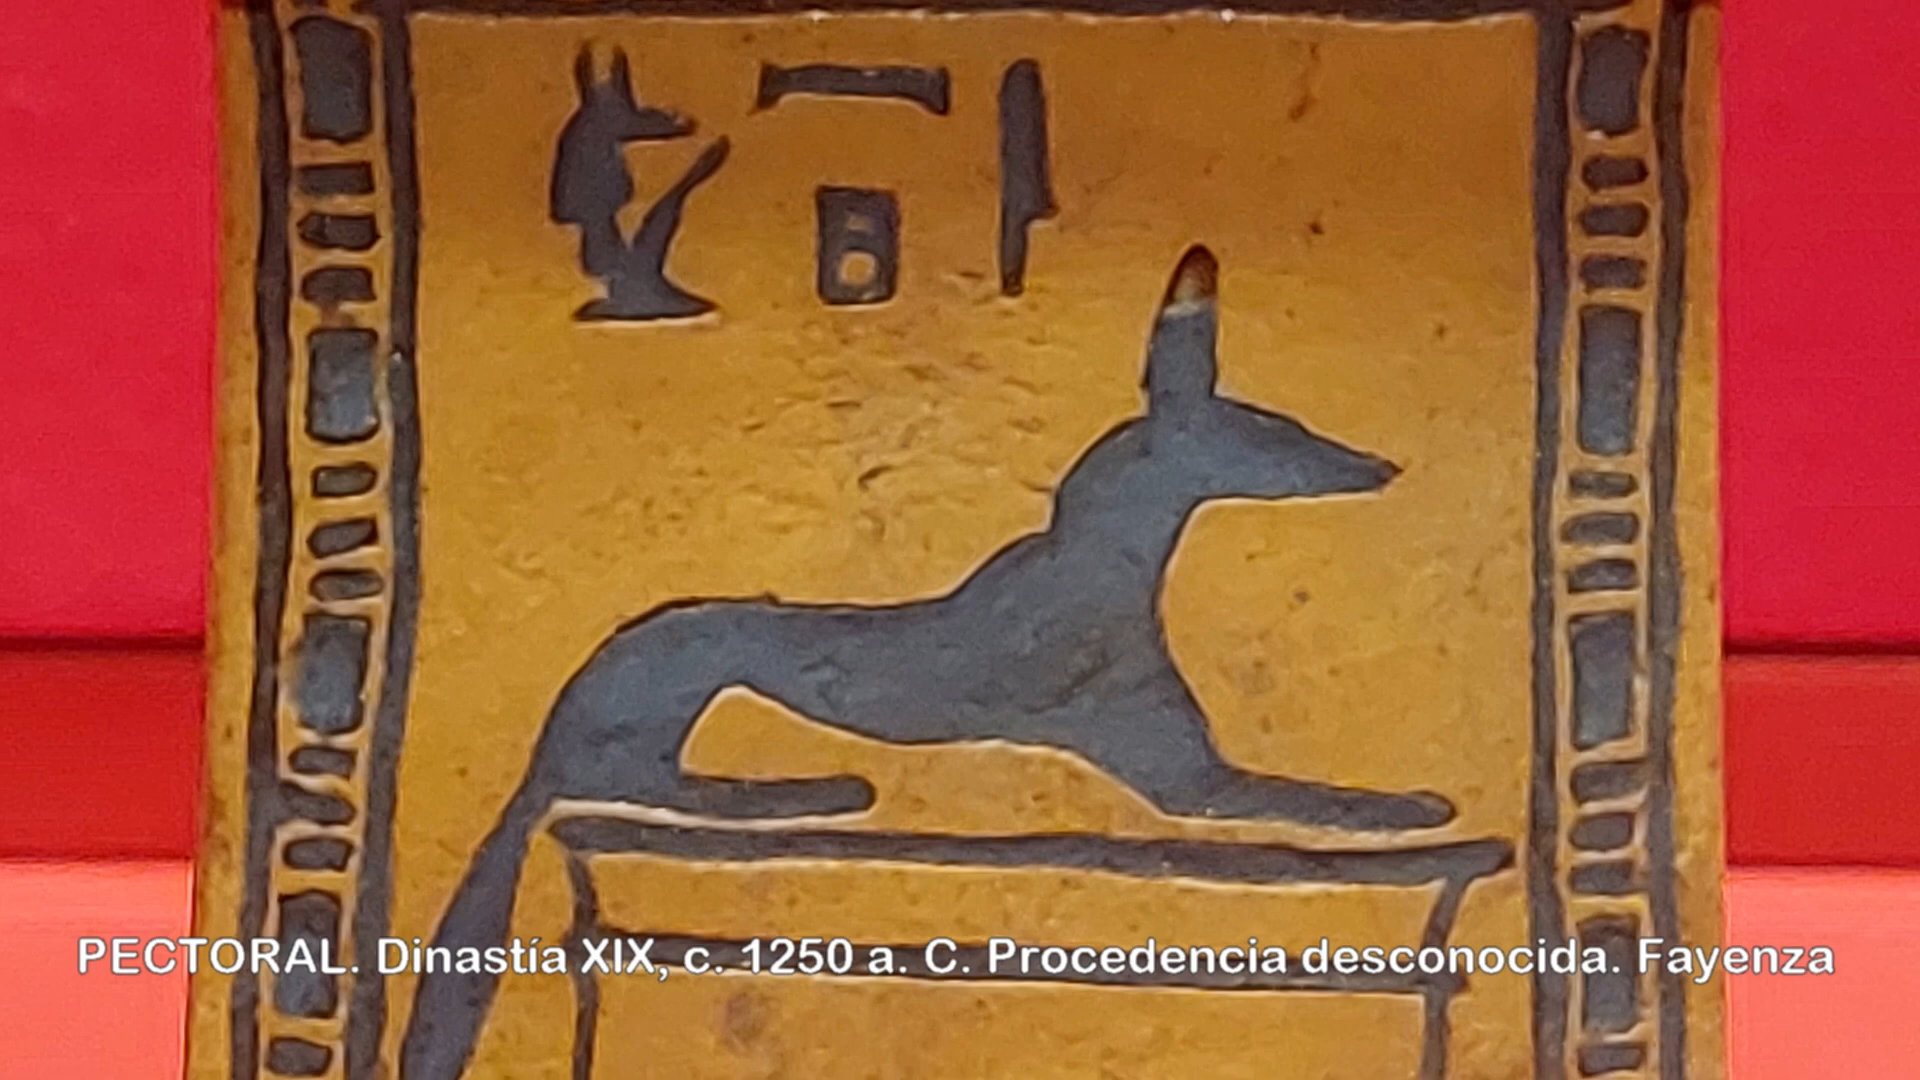 PECTORAL. Dinastía XIX, c. 1250 a. C. Procedencia desconocida. Fayenza